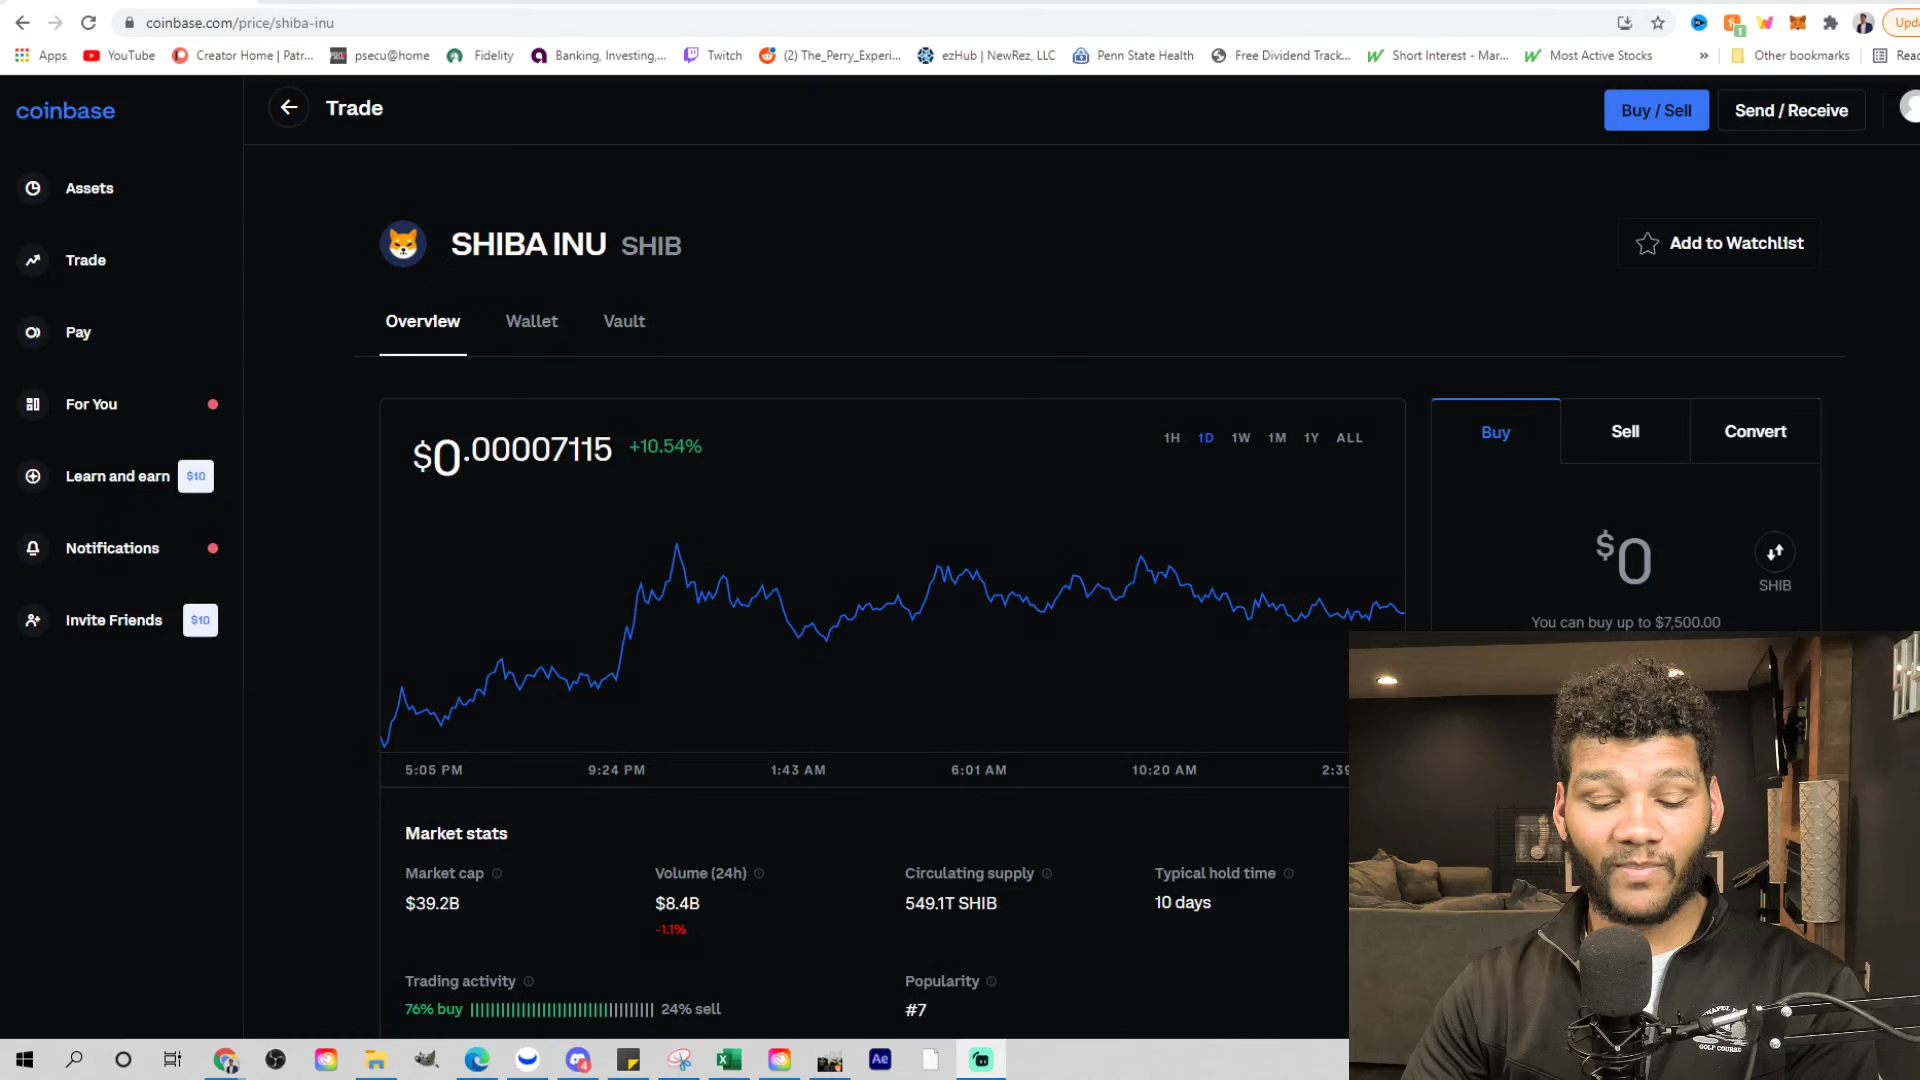 coinbase.com/price/shiba-inu
Apps YouTube Creator Home | Patr... psecu@home Fidelity Banking, Investing,... Twitch (2) The_Perry_Experi... ezHub | NewRez, LLC Penn State Health Free Dividend Track... Short Interest - Mar... Most Active Stocks » Other bookmarks
coinbase
Trade
Buy / Sell
Send / Receive
Assets
Trade
Pay
For You
Learn and earn $10
Notifications
Invite Friends $10
SHIBA INU SHIB
Add to Watchlist
Overview Wallet Vault
$0.00007115 +10.54%
1H 1D 1W 1M 1Y ALL
Buy Sell Convert
$0
SHIB
You can buy up to $7,500.00
5:05 PM 9:24 PM 1:43 AM 6:01 AM 10:20 AM
Market stats
Market cap Volume (24h) Circulating supply Typical hold time
$39.2B $8.4B 549.1T SHIB 10 days
-1.1%
Trading activity Popularity
76% buy 24% sell #7
GOLF COURSE